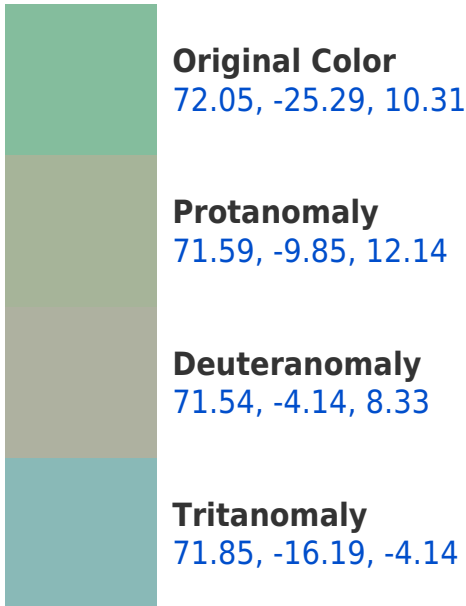 Original Color
72.05, -25.29, 10.31
Protanomaly
71.59, -9.85, 12.14
Deuteranomaly
71.54, -4.14, 8.33
Tritanomaly
71.85, -16.19, -4.14